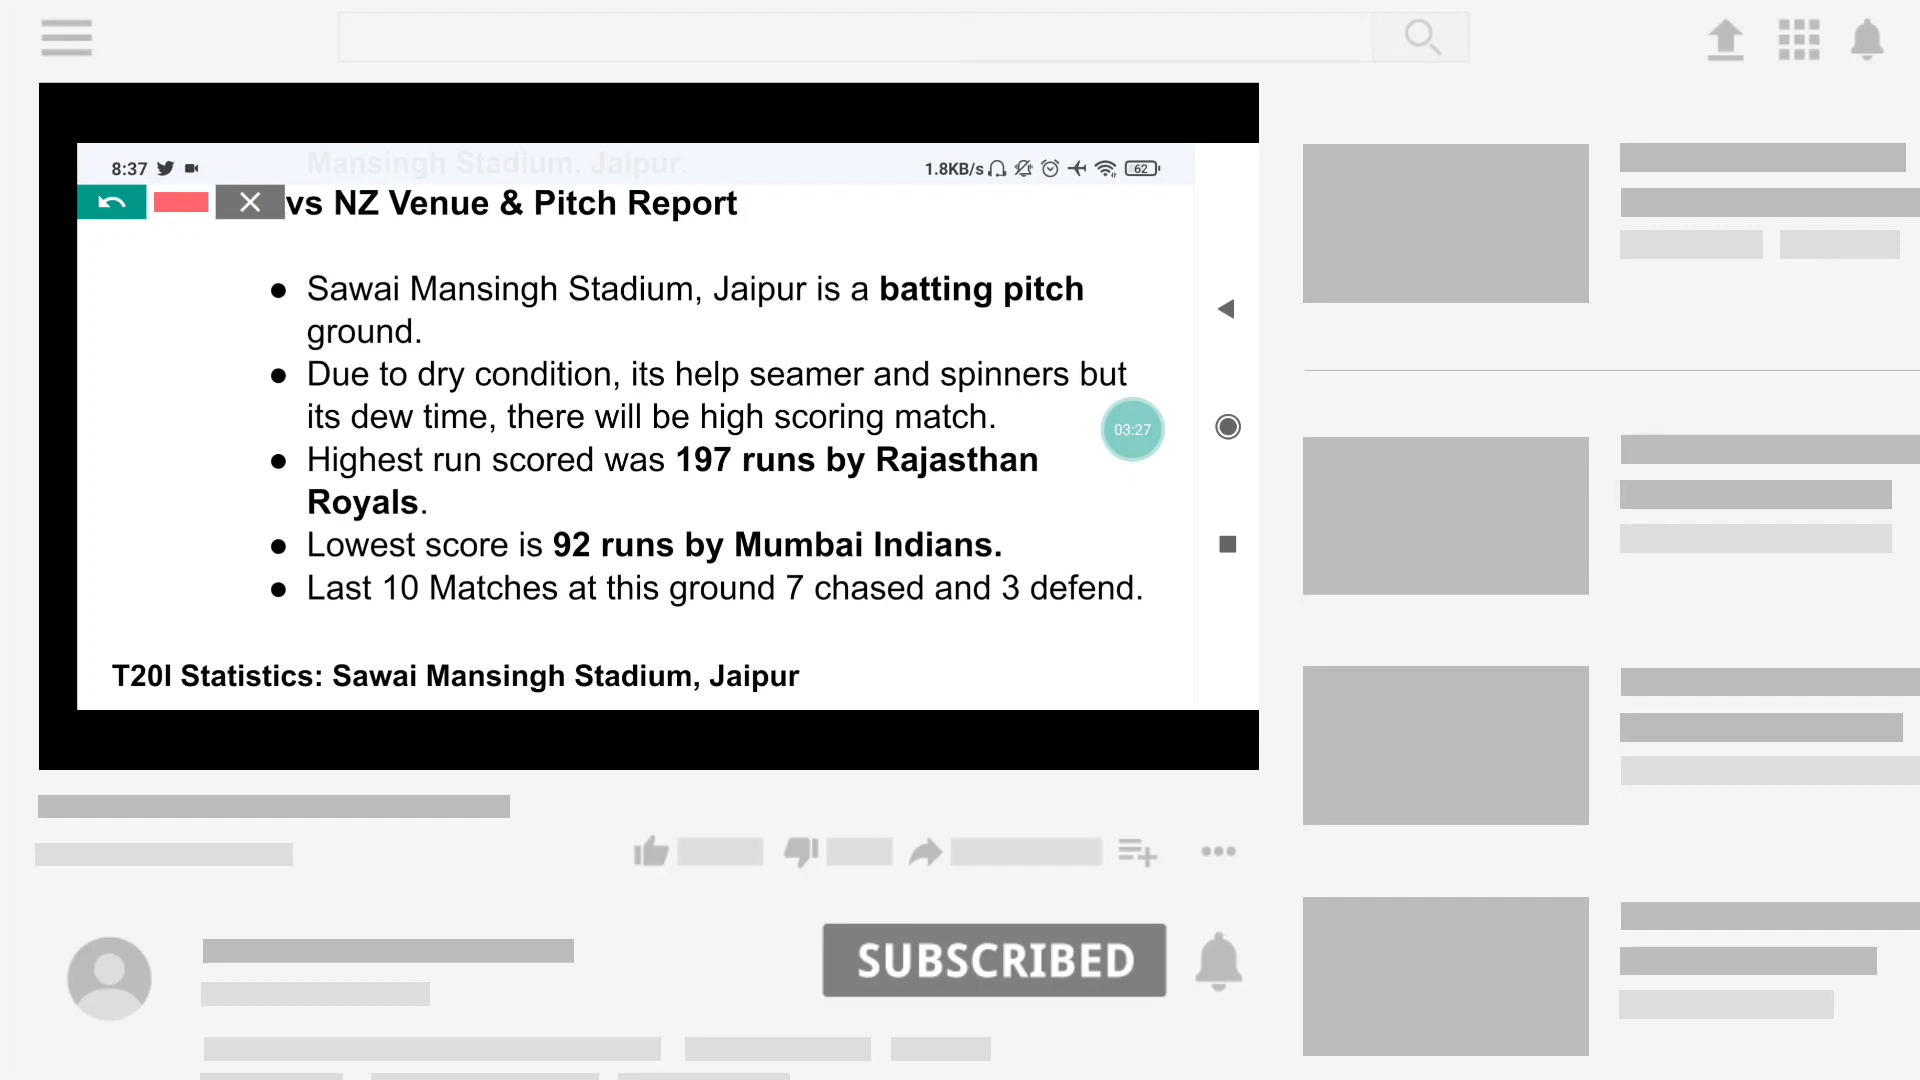 Mansingh Stadium, Jaipur.
8:37
1.8KB/s
62
vs NZ Venue & Pitch Report
● Sawai Mansingh Stadium, Jaipur is a batting pitch
ground.
● Due to dry condition, its help seamer and spinners but
its dew time, there will be high scoring match.
03:27
● Highest run scored was 197 runs by Rajasthan
Royals.
● Lowest score is 92 runs by Mumbai Indians.
● Last 10 Matches at this ground 7 chased and 3 defend.
T20I Statistics: Sawai Mansingh Stadium, Jaipur
SUBSCRIBED